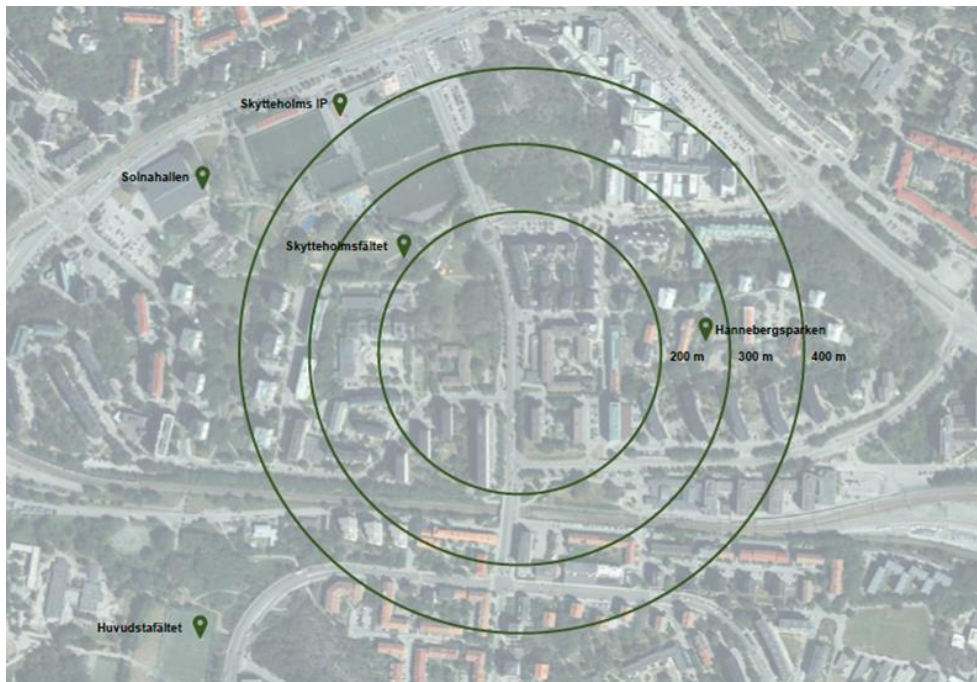 Skytteholms IP
Solnahallen
Skytteholmsfältet
Hannebergsparken
200 m
300 m
400 m
Huvudstafältet